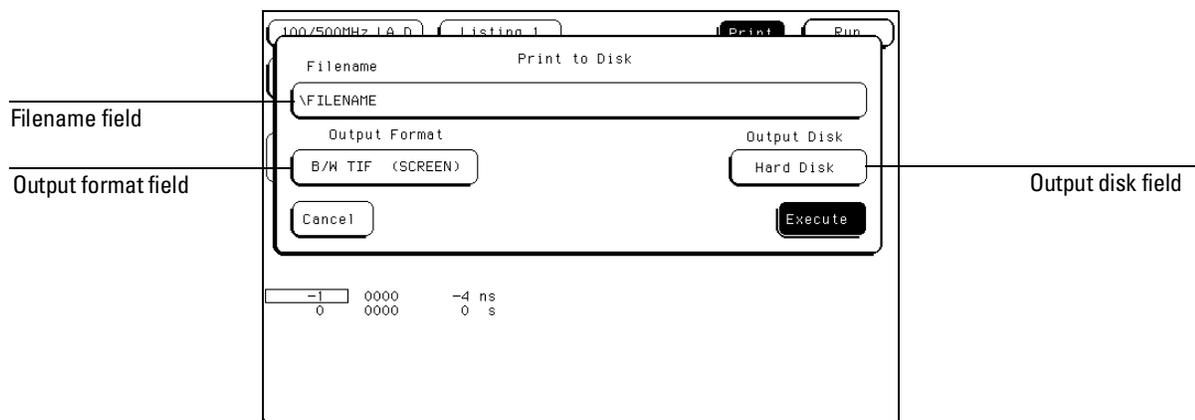 100/500MHz LA D Listing 1 Print Run
Print to Disk
Filename
\FILENAME
Filename field
Output Format Output Disk
B/W TIF (SCREEN) Hard Disk
Output format field Output disk field
Cancel Execute
-1 0000 -4 ns
0 0000 0 s